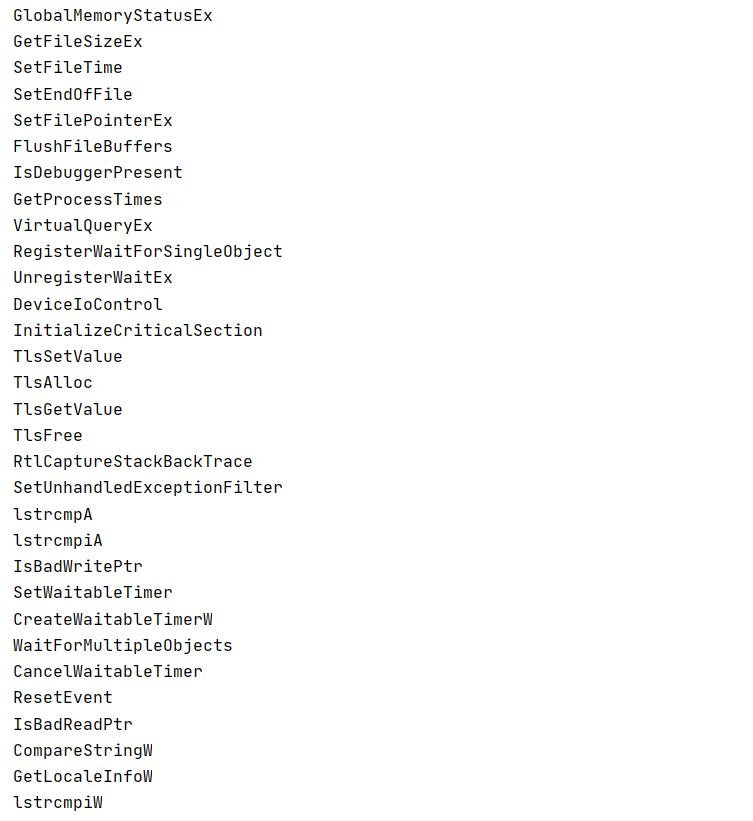 GlobalMemoryStatusEx
GetFileSizeEx
SetFileTime
SetEndOfFile
SetFilePointerEx
FlushFileBuffers
IsDebuggerPresent
GetProcessTimes
VirtualQueryEx
RegisterWaitForSingleObject
UnregisterWaitEx
DeviceIoControl
InitializeCriticalSection
TlsSetValue
TlsAlloc
TlsGetValue
TlsFree
RtlCaptureStackBackTrace
SetUnhandledExceptionFilter
lstrcmpA
lstrcmpiA
IsBadWritePtr
SetWaitableTimer
CreateWaitableTimerW
WaitForMultipleObjects
CancelWaitableTimer
ResetEvent
IsBadReadPtr
CompareStringW
GetLocaleInfoW
lstrcmpiW